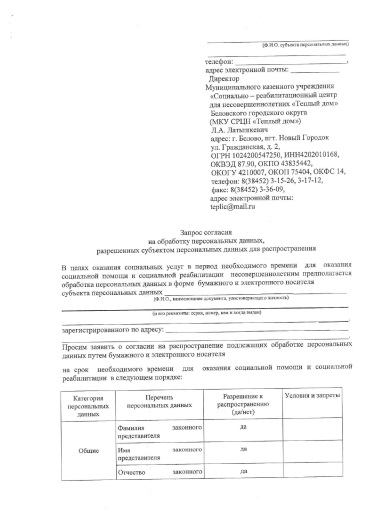 (Ф.И.О. субъекта персональных данных)
телефон: ,
адрес электронной почты:
Директор
Муниципального казенного учреждения
«Социально – реабилитационный центр
для несовершеннолетних «Теплый дом»
Беловского городского округа
(МКУ СРЦН «Теплый дом»)
Л.А. Латышкевич
адрес: г. Белово, пгт. Новый Городок
ул. Гражданская, д. 2,
ОГРН 1024200547250, ИНН4202010168,
ОКВЭД 87.90, ОКПО 43835442,
ОКОГУ 4210007, ОКОП 75404, ОКФС 14,
телефон: 8(38452) 3-15-26, 3-17-12,
факс: 8(38452) 3-36-09,
адрес электронной почты:
teplic@mail.ru
Запрос согласия
на обработку персональных данных,
разрешенных субъектом персональных данных для распространения
В целях оказания социальных услуг в период необходимого времени для оказания
социальной помощи и социальной реабилитации несовершеннолетним предполагается
обработка персональных данных в форме бумажного и электронного носителя
субъекта персональных данных
(Ф.И.О., наименование документа, удостоверяющего личность)
(и его реквизиты: серия, номер, кем и когда выдан)
зарегистрированного по адресу:
Просим заявить о согласии на распространение подлежащих обработке персональных
данных путем бумажного и электронного носителя
на срок необходимого времени для оказания социальной помощи и социальной
реабилитации в следующем порядке:
Категория персональных данных
Перечень персональных данных
Разрешение к распространению (да/нет)
Условия и запреты
Общие
Фамилия законного представителя
да
Имя законного представителя
да
Отчество законного
да